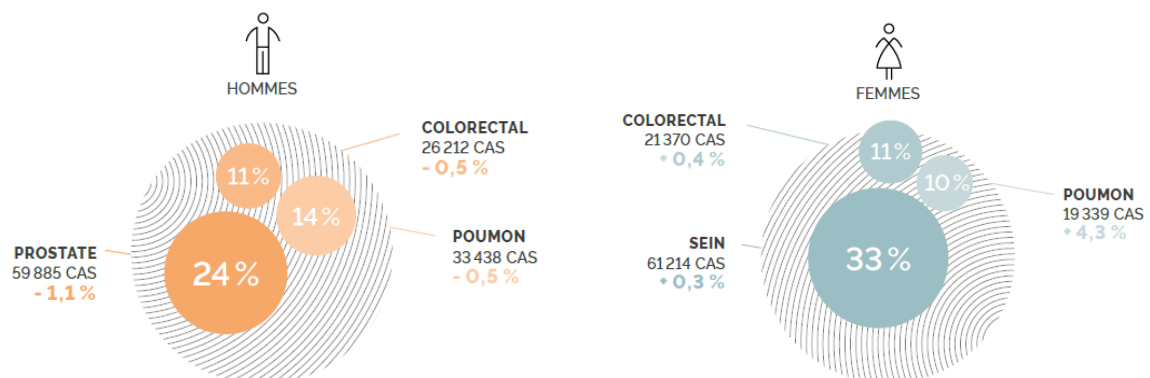 HOMMES
COLORECTAL
26 212 CAS
- 0,5 %
11 %
14 %
POUMON
33 438 CAS
- 0,5 %
PROSTATE
59 885 CAS
- 1,1 %
24 %
FEMMES
COLORECTAL
21 370 CAS
+ 0,4 %
11 %
10 %
POUMON
19 339 CAS
+ 4,3 %
SEIN
61 214 CAS
+ 0,3 %
33 %